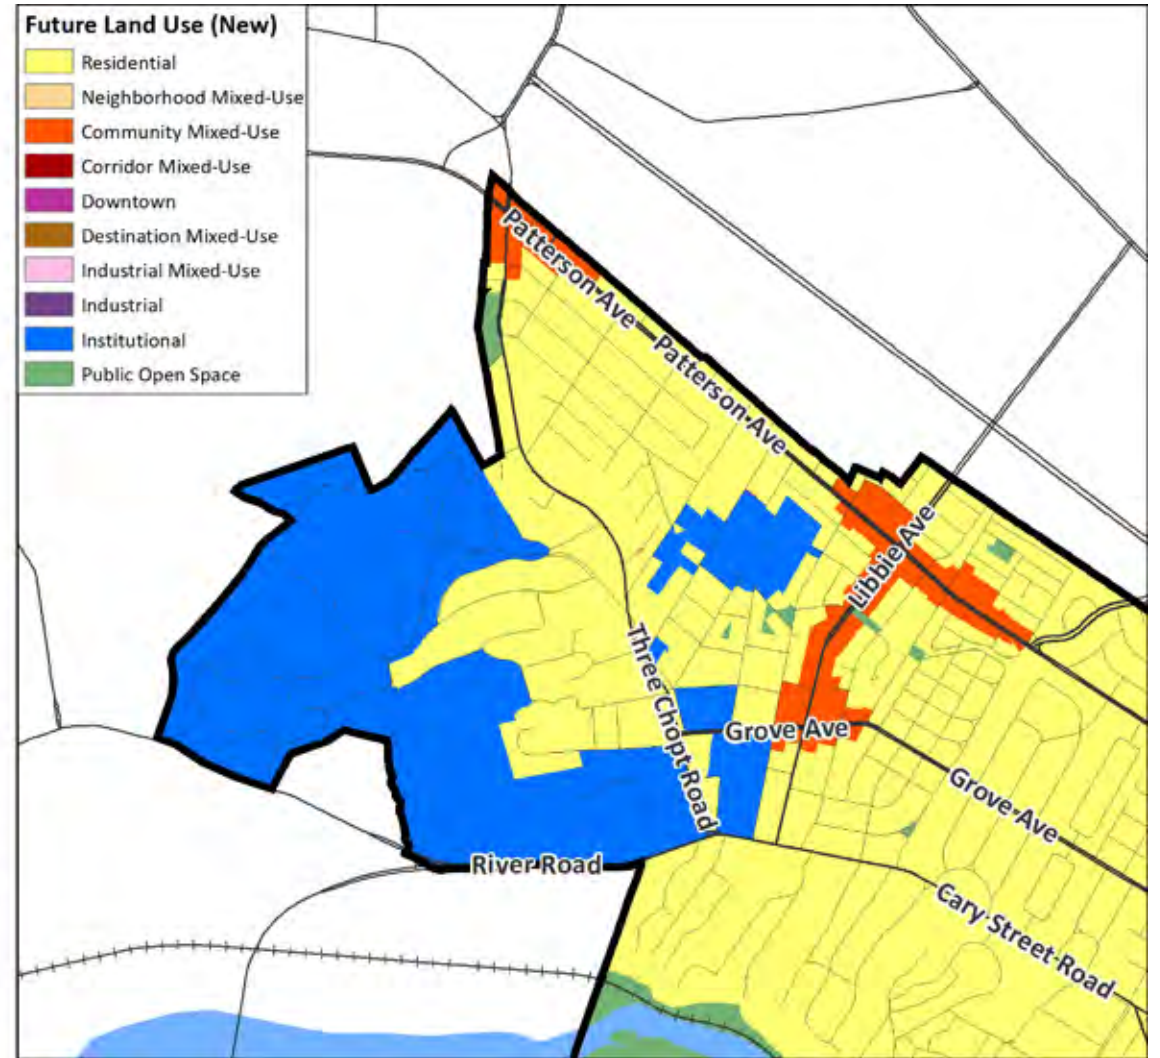 Future Land Use (New)
Residential
Neighborhood Mixed-Use
Community Mixed-Use
Corridor Mixed-Use
Downtown
Destination Mixed-Use
Industrial Mixed-Use
Industrial
Institutional
Public Open Space
Patterson Ave
Patterson Ave
Libbie Ave
Three Chopt Road
Grove Ave
Grove Ave
River Road
Cary Street Road